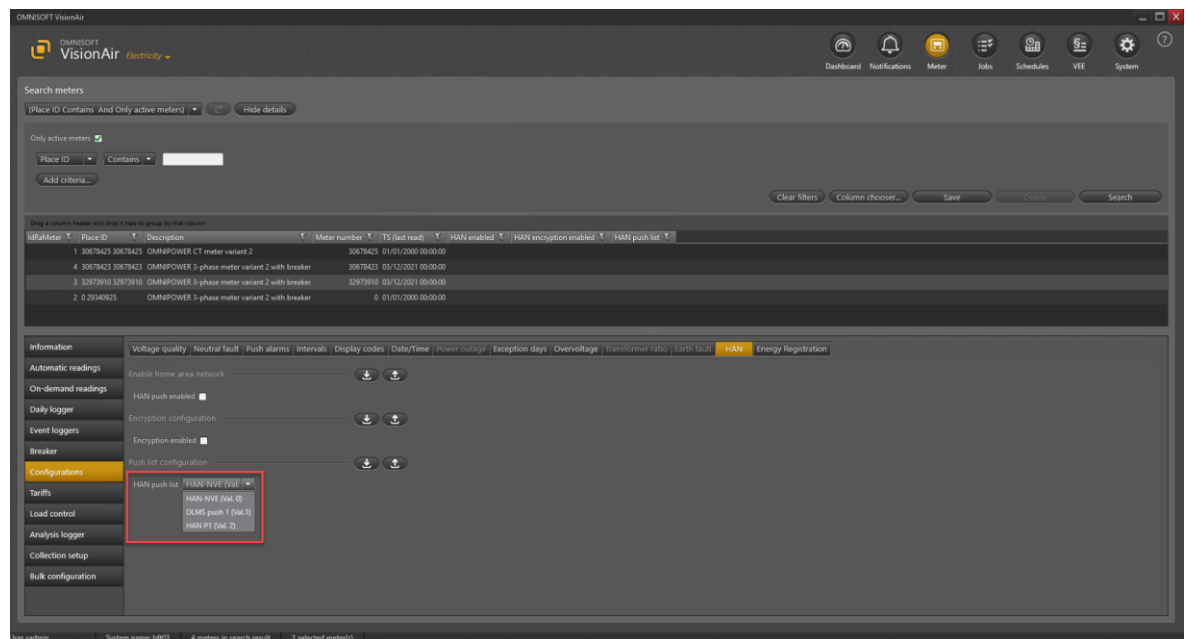 OMNISOFT VisionAir
OMNISOFT
VisionAir Electricity
Dashboard Notifications Meter Jobs Schedules VEE System
Search meters
(Place ID Contains And Only active meters) Hide details
Only active meters
Place ID Contains
Add criteria...
Clear filters Column chooser... Save Delete Search
Drag a column header and drop it here to group by that column
IdRaMeter Place ID Description Meter number TS (last read) HAN enabled HAN encryption enabled HAN push list
1 30678425 30678425 OMNIPOWER CT meter variant 2 30678425 01/01/2000 00:00:00
4 30678423 30678423 OMNIPOWER 3-phase meter variant 2 with breaker 30678423 03/12/2021 00:00:00
3 32973910 32973910 OMNIPOWER 3-phase meter variant 2 with breaker 32973910 03/12/2021 00:00:00
2 0 29340925 OMNIPOWER 3-phase meter variant 2 with breaker 0 01/01/2000 00:00:00
Information
Automatic readings
On-demand readings
Daily logger
Event loggers
Breaker
Configurations
Tariffs
Load control
Analysis logger
Collection setup
Bulk configuration
Voltage quality Neutral fault Push alarms Intervals Display codes Date/Time Power outage Exception days Overvoltage Transformer ratio Earth fault HAN Energy Registration
Enable home area network
HAN push enabled
Encryption configuration
Encryption enabled
Push list configuration
HAN push list HAN-NVE (Val.
HAN-NVE (Val. 0)
DLMS push 1 (Val.1)
HAN P1 (Val. 2)
User sadmin System name: hft03 4 meters in search result 1 selected meter(s)